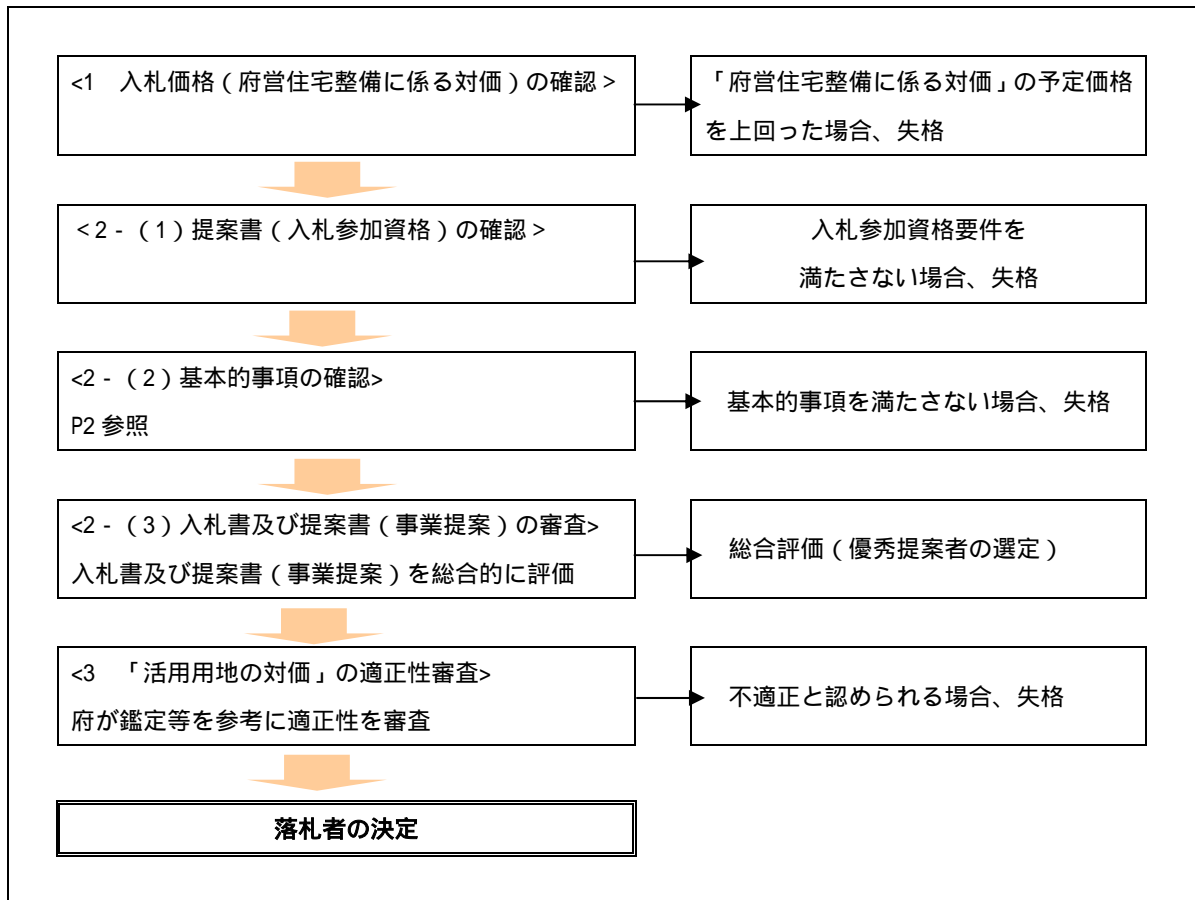 <1　入札価格（府営住宅整備に係る対価）の確認>
「府営住宅整備に係る対価」の予定価格
を上回った場合、失格
<2-（1）提案書（入札参加資格）の確認>
入札参加資格要件を
満たさない場合、失格
<2-（2）基本的事項の確認>
P2 参照
基本的事項を満たさない場合、失格
<2-（3）入札書及び提案書（事業提案）の審査>
入札書及び提案書（事業提案）を総合的に評価
総合評価（優秀提案者の選定）
<3　「活用用地の対価」の適正性審査>
府が鑑定等を参考に適正性を審査
不適正と認められる場合、失格
落札者の決定